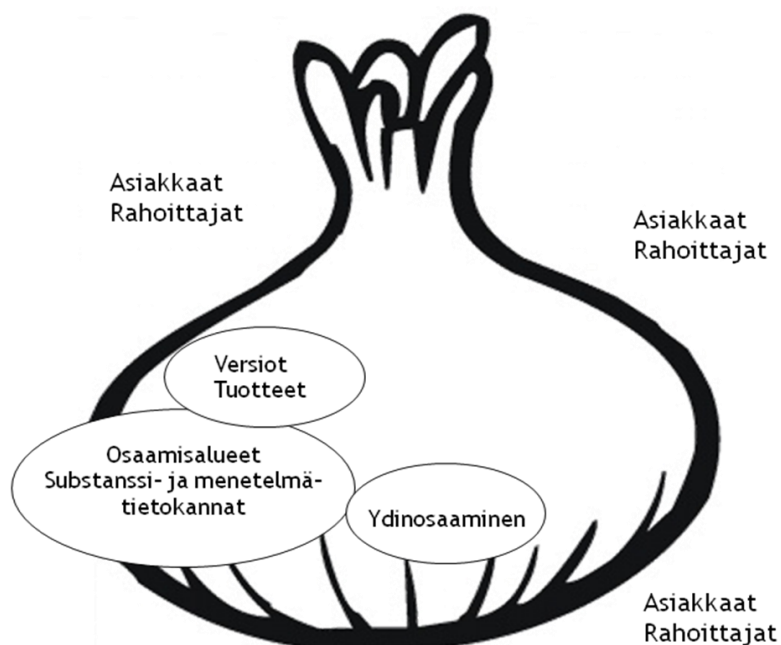 Asiakkaat
Rahoittajat
Asiakkaat
Rahoittajat
Versiot
Tuotteet
Osaamisalueet
Substanssi- ja menetelmä-
tietokannat
Ydinosaaminen
Asiakkaat
Rahoittajat